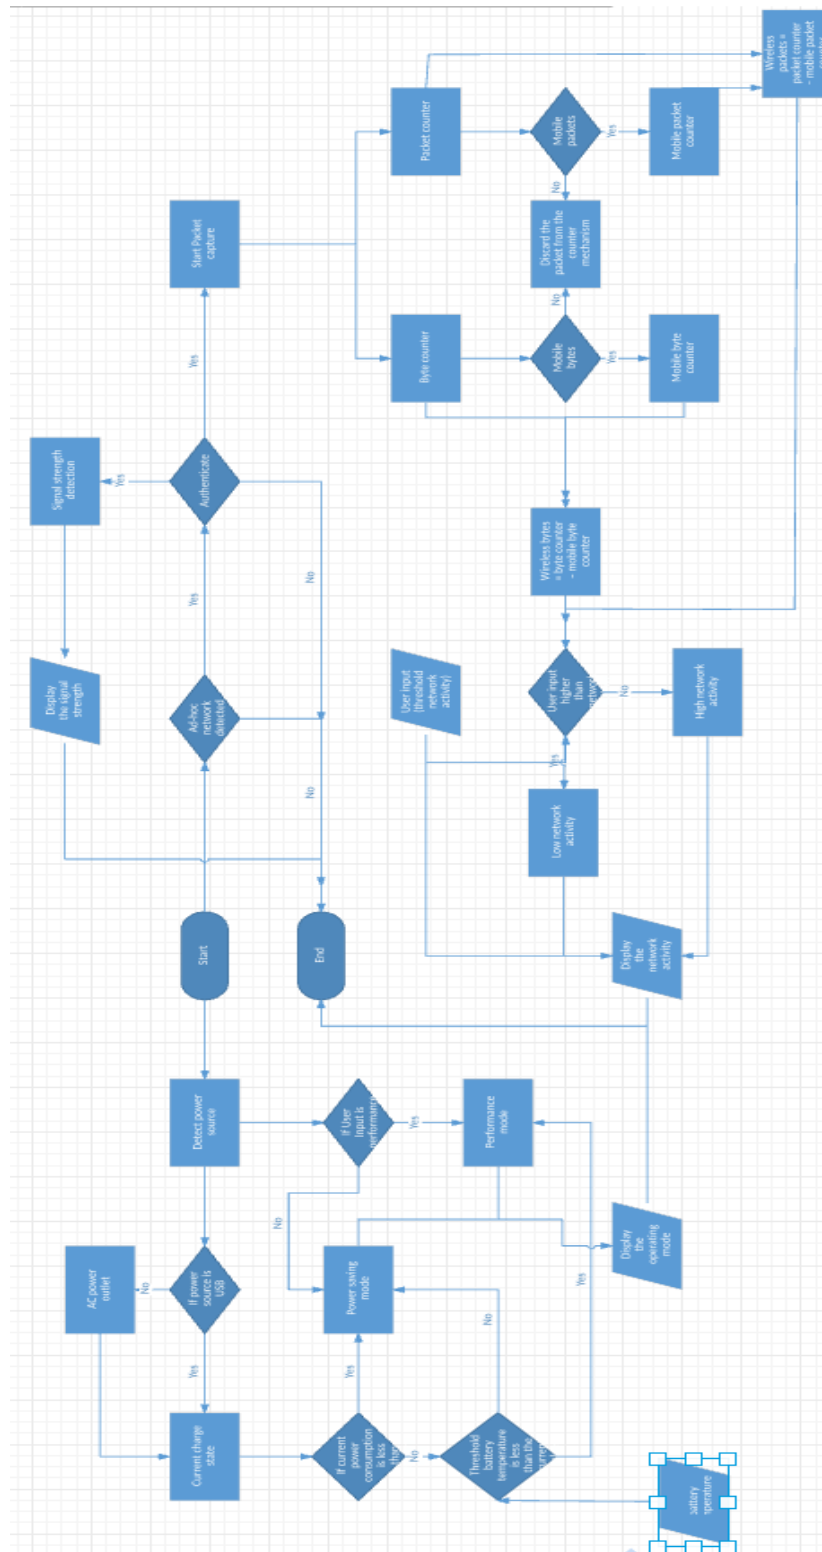 AC power
outlet
Display
the signal
strength
Signal strength
detection
No
Yes
Current charge
state
Yes
If power
source is
USB
Detect power
source
Start
Ad-hoc
network
detected
Yes
Authenticate
Yes
Start Packet
capture
No
End
No
No
If current
power
consumption
is less
than
Yes
Power saving
mode
No
If User
Input is
performance
Yes
No
Threshold
battery
temperature
is less
than the
No
Performance
mode
User input
(threshold
network
activity)
Byte counter
Packet counter
Yes
Low network
activity
Yes
User input
higher
than
Wireless bytes
= byte counter
– mobile byte
counter
Mobile
bytes
No
Discard the
packet from the
counter
mechanism
No
Mobile
packets
No
Yes
Yes
Display
the
operating
mode
Display
the
network
activity
High network
activity
Mobile byte
counter
Mobile packet
counter
Wireless
packets =
packet counter
– mobile packet